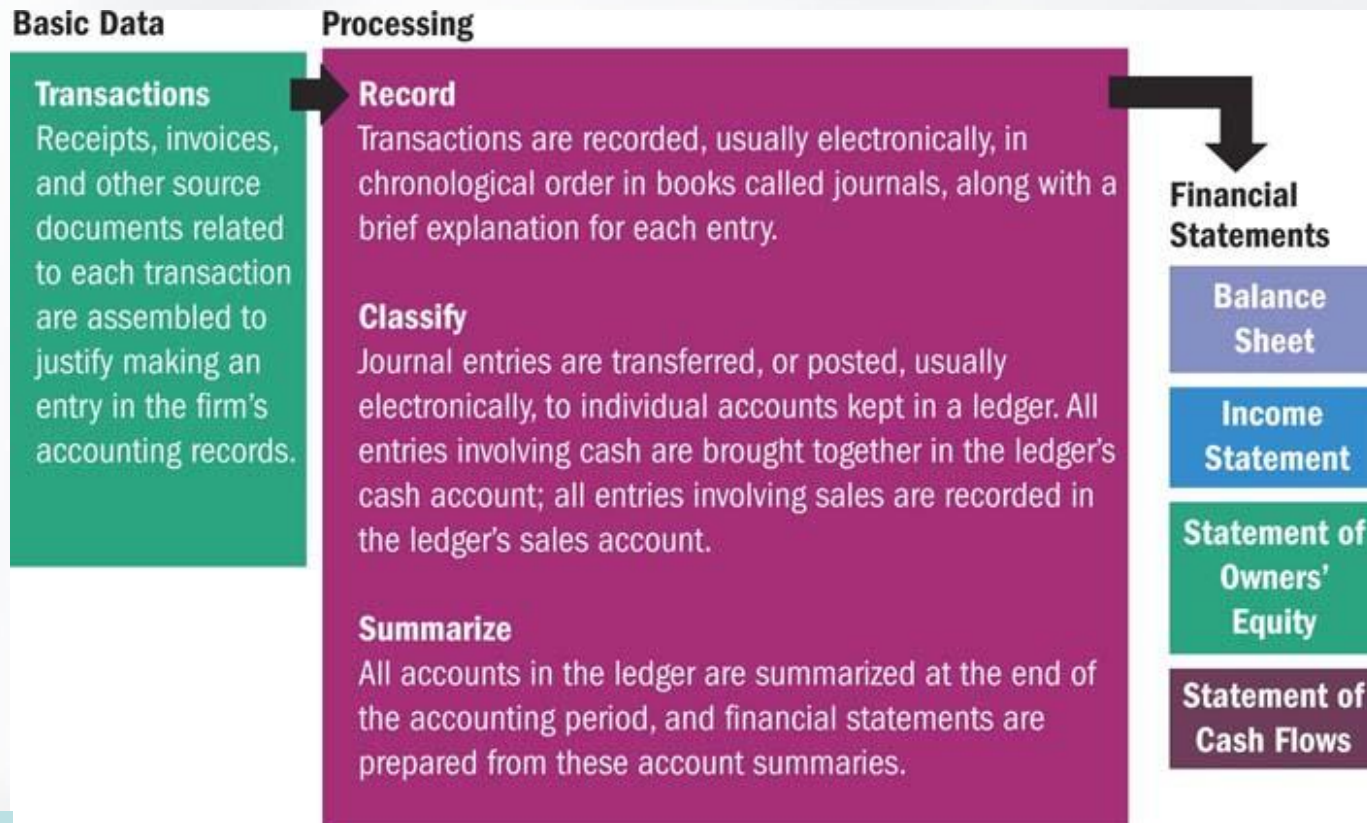 Basic Data
Transactions
Receipts, invoices,
and other source
documents related
to each transaction
are assembled to
justify making an
entry in the firm’s
accounting records.
Processing
Record
Transactions are recorded, usually electronically, in
chronological order in books called journals, along with a
brief explanation for each entry.
Classify
Journal entries are transferred, or posted, usually
electronically, to individual accounts kept in a ledger. All
entries involving cash are brought together in the ledger’s
cash account; all entries involving sales are recorded in
the ledger’s sales account.
Summarize
All accounts in the ledger are summarized at the end of
the accounting period, and financial statements are
prepared from these account summaries.
Financial
Statements
Balance
Sheet
Income
Statement
Statement of
Owners’
Equity
Statement of
Cash Flows